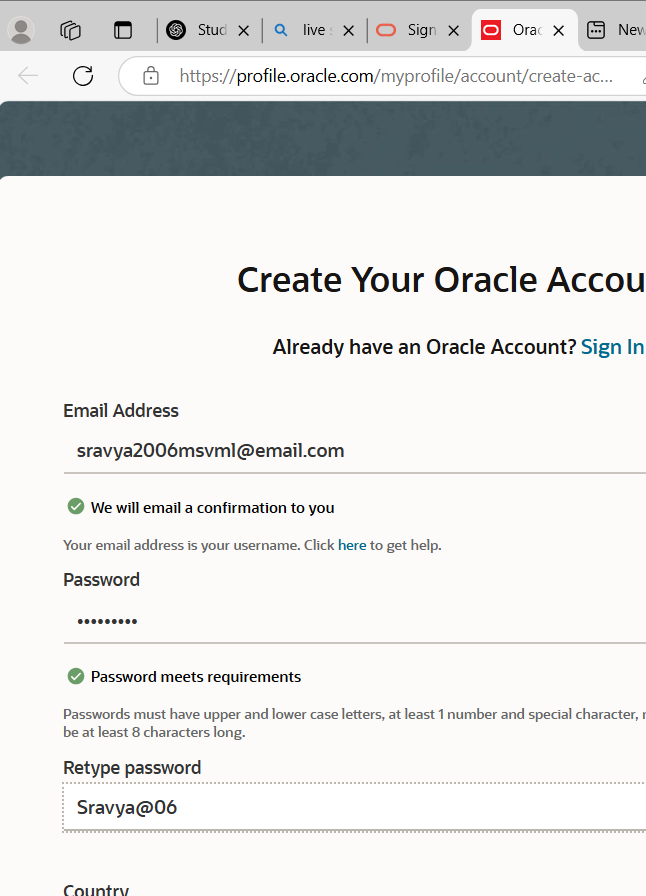 Stud
live
Sign
Orac
New
https://profile.oracle.com/myprofile/account/create-ac...
Create Your Oracle Accou
Already have an Oracle Account? Sign In
Email Address
sravya2006msvml@email.com
We will email a confirmation to you
Your email address is your username. Click here to get help.
Password
•••••••••
Password meets requirements
Passwords must have upper and lower case letters, at least 1 number and special character,
be at least 8 characters long.
Retype password
Sravya@06
Country